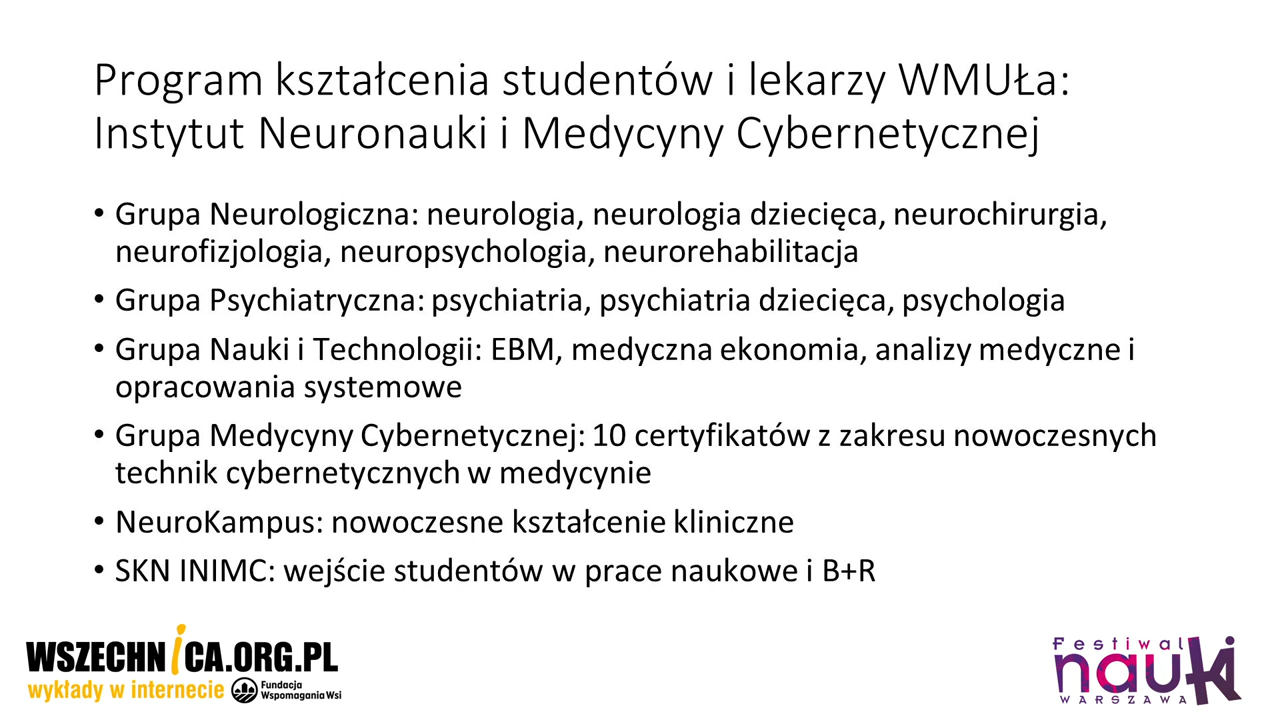 Program kształcenia studentów i lekarzy WMUŁa:
Instytut Neuronauki i Medycyny Cybernetycznej
• Grupa Neurologiczna: neurologia, neurologia dziecięca, neurochirurgia,
neurofizjologia, neuropsychologia, neurorehabilitacja
• Grupa Psychiatryczna: psychiatria, psychiatria dziecięca, psychologia
• Grupa Nauki i Technologii: EBM, medyczna ekonomia, analizy medyczne i
opracowania systemowe
• Grupa Medycyny Cybernetycznej: 10 certyfikatów z zakresu nowoczesnych
technik cybernetycznych w medycynie
• NeuroKampus: nowoczesne kształcenie kliniczne
• SKN INIMC: wejście studentów w prace naukowe i B+R
WSZECHNiCA.ORG.PL
wykłady w internecie
Fundacja
Wspomagania Wsi
Festiwal
nauki
WARSZAWA